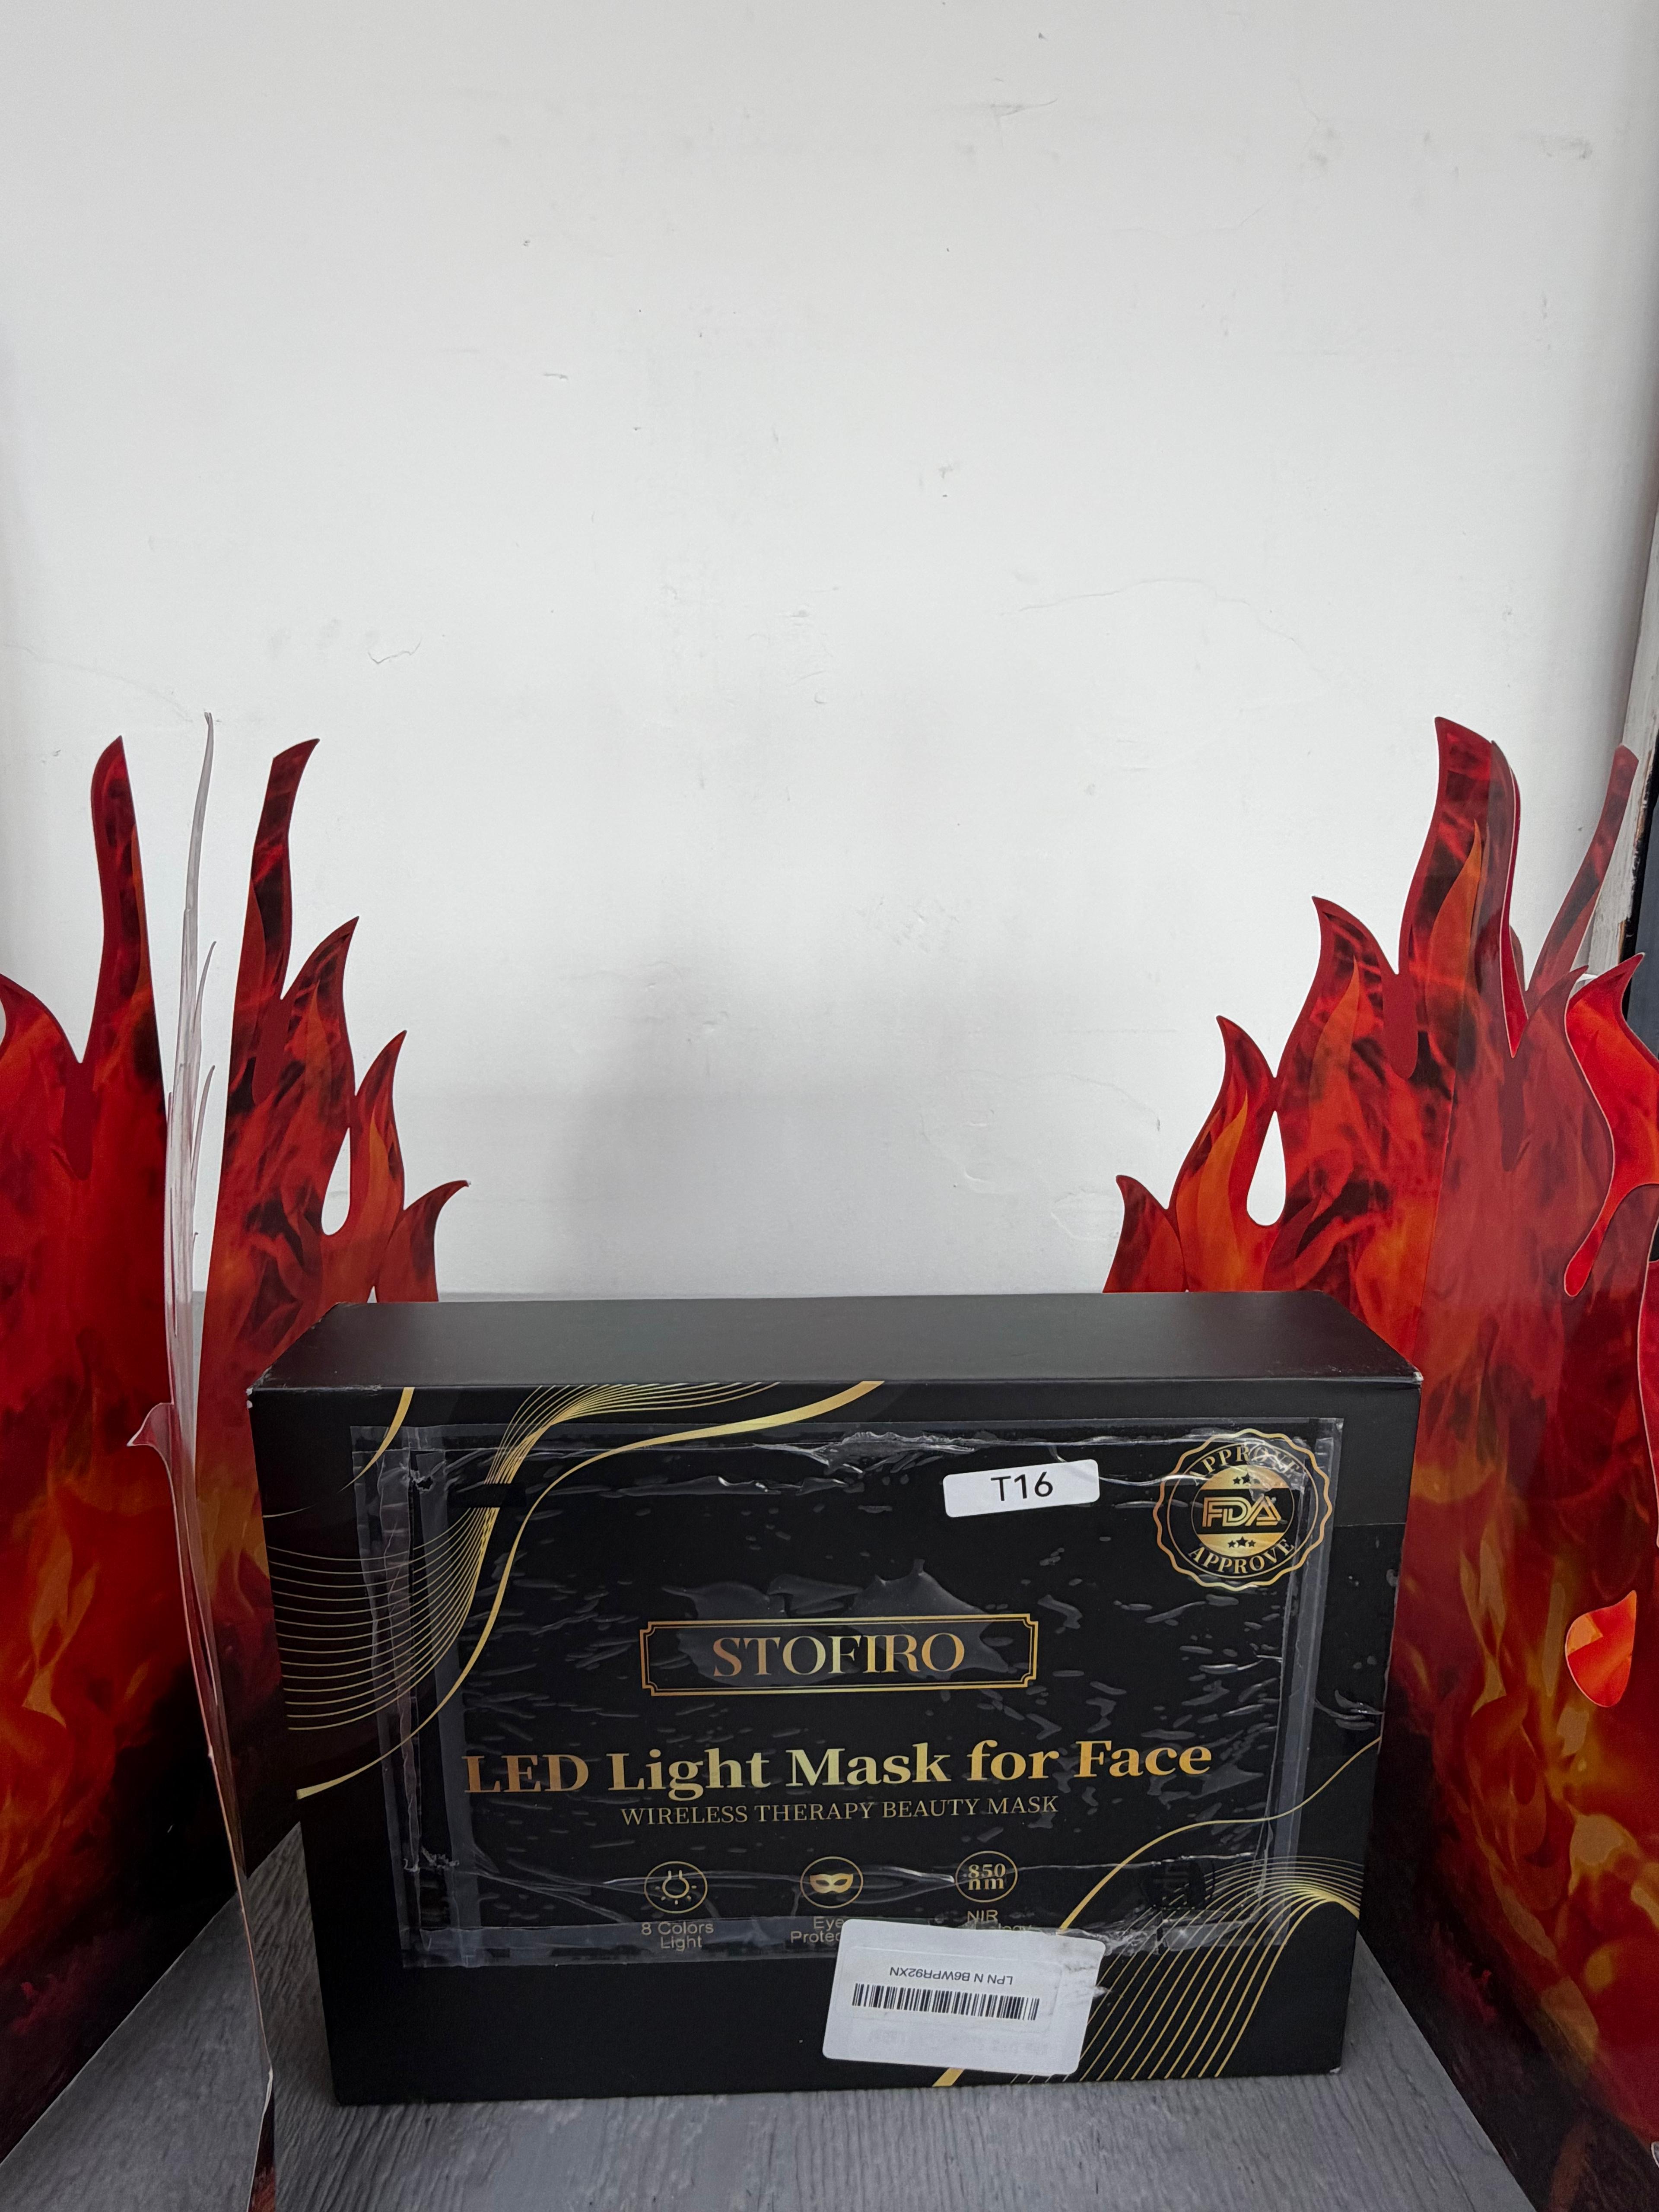 T16
APPROVE
FDA
APPROVE
STOFIRO
LED Light Mask for Face
WIRELESS THERAPY BEAUTY MASK
850
nm
8 Colors
Light
Eye
NIR
LPN N B6WPR92XN